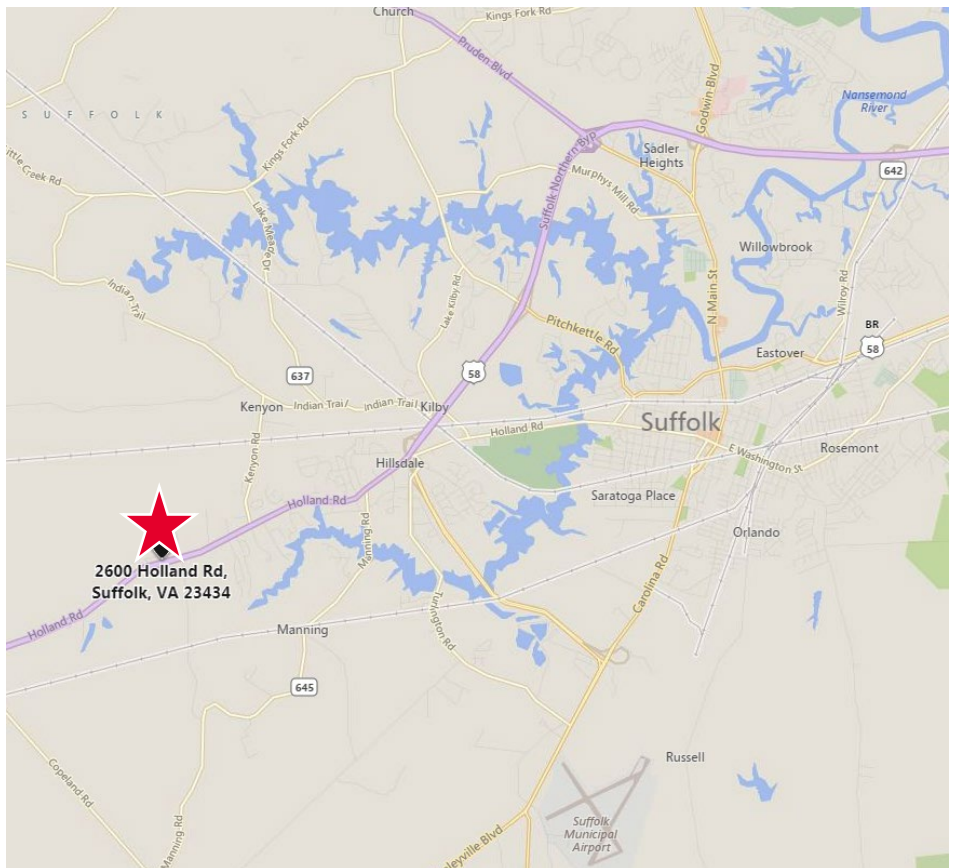 Church
Kings Fork Rd
Pruden Blvd
Godwin Blvd
Nansemond
River
SUFFOLK
Kings Fork Rd
Suffolk Northern Byp
Sadler
Heights
642
ittle Creek Rd
Murphys Mill Rd
Lake Meade Dr
Willowbrook
Indian Trail
Lake Kilby Rd
N Main St
Wilroy Rd
Pitchkettle Rd
BR
58
Eastover
58
637
Kenyon
Indian Trail
Indian Trail
Kilby
Holland Rd
Suffolk
Kenyon Rd
Hillsdale
E Washington St
Rosemont
Holland Rd
Saratoga Place
Manning Rd
Orlando
2600 Holland Rd,
Suffolk, VA 23434
Turlington Rd
Carolina Rd
Holland Rd
Manning
645
Russell
Copeland Rd
Manning Rd
Suffolk
Municipal
Airport
leyville Blvd